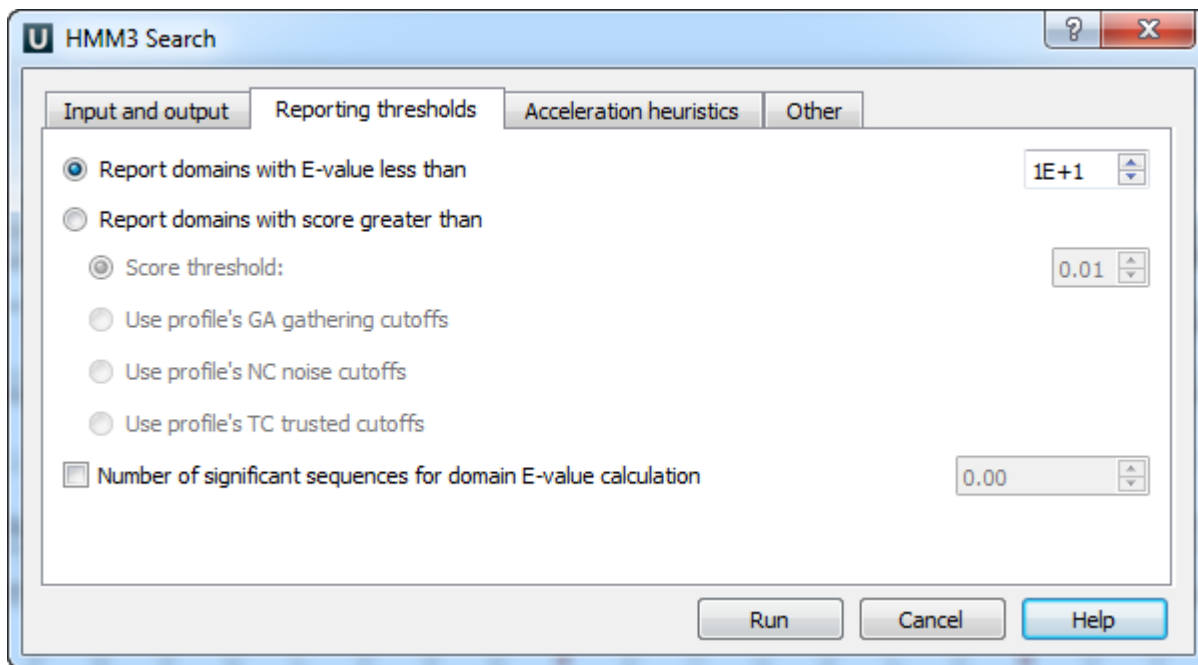 U HMM3 Search ? X
Input and output Reporting thresholds Acceleration heuristics Other
Report domains with E-value less than 1E+1
Report domains with score greater than
Score threshold: 0.01
Use profile's GA gathering cutoffs
Use profile's NC noise cutoffs
Use profile's TC trusted cutoffs
Number of significant sequences for domain E-value calculation 0.00
Run Cancel Help